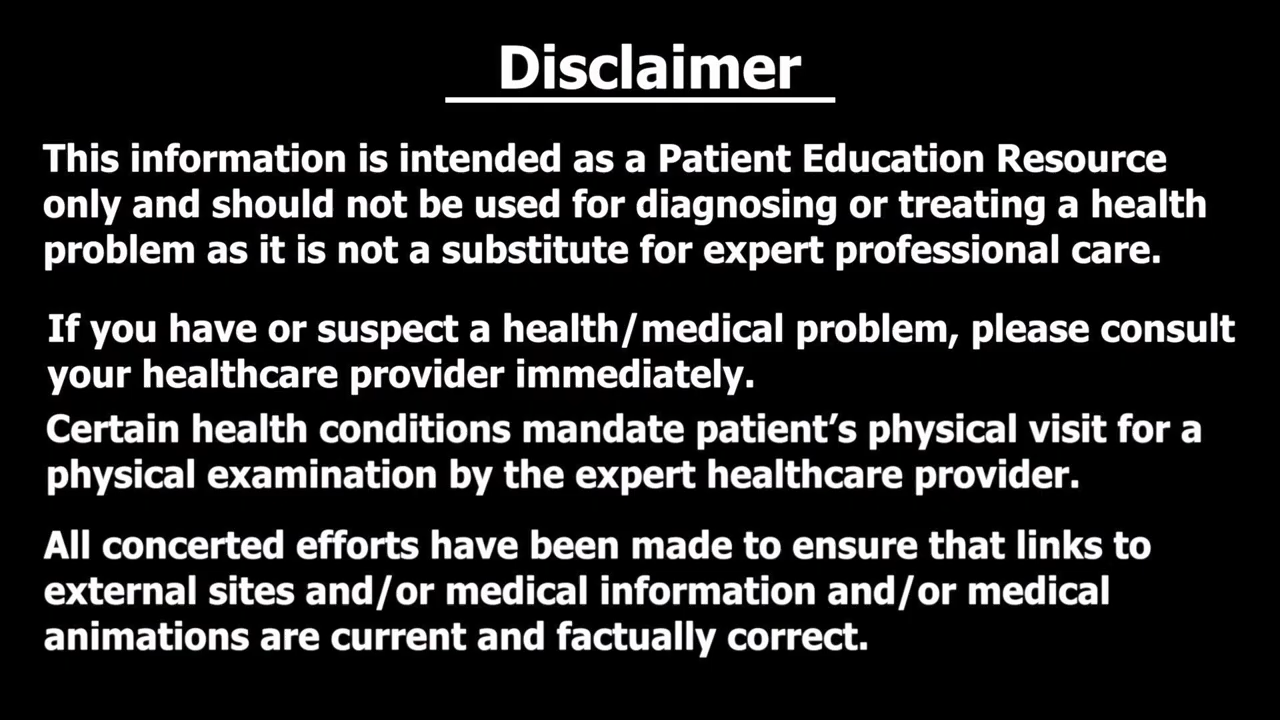 Disclaimer
This information is intended as a Patient Education Resource
only and should not be used for diagnosing or treating a health
problem as it is not a substitute for expert professional care.
If you have or suspect a health/medical problem, please consult
your healthcare provider immediately.
Certain health conditions mandate patient’s physical visit for a
physical examination by the expert healthcare provider.
All concerted efforts have been made to ensure that links to
external sites and/or medical information and/or medical
animations are current and factually correct.